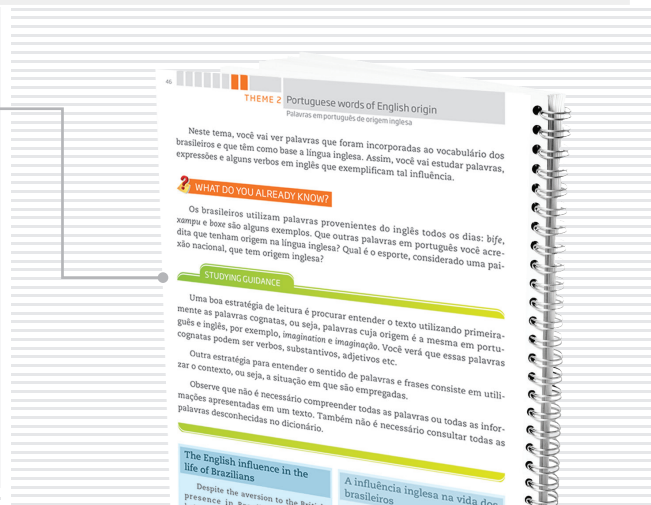 46
THEME 2 Portuguese words of English origin
Palavras em português de origem inglesa
Neste tema, você vai ver palavras que foram incorporadas ao vocabulário dos
brasileiros e que têm como base a língua inglesa. Assim, você vai estudar palavras,
expressões e alguns verbos em inglês que exemplificam tal influência.
WHAT DO YOU ALREADY KNOW?
Os brasileiros utilizam palavras provenientes do inglês todos os dias: bife,
xampu e boxe são alguns exemplos. Que outras palavras em português você acre-
dita que tenham origem na língua inglesa? Qual é o esporte, considerado uma pai-
xão nacional, que tem origem inglesa?
STUDYING GUIDANCE
Uma boa estratégia de leitura é procurar entender o texto utilizando primeira-
mente as palavras cognatas, ou seja, palavras cuja origem é a mesma em portu-
guês e inglês, por exemplo, imagination e imaginação. Você verá que essas palavras
cognatas podem ser verbos, substantivos, adjetivos etc.
Outra estratégia para entender o sentido de palavras e frases consiste em utili-
zar o contexto, ou seja, a situação em que são empregadas.
Observe que não é necessário compreender todas as palavras ou todas as infor-
mações apresentadas em um texto. Também não é necessário consultar todas as
palavras desconhecidas no dicionário.
The English influence in the
life of Brazilians
Despite the aversion to the
presence in
A influência inglesa na vida dos
brasileiros